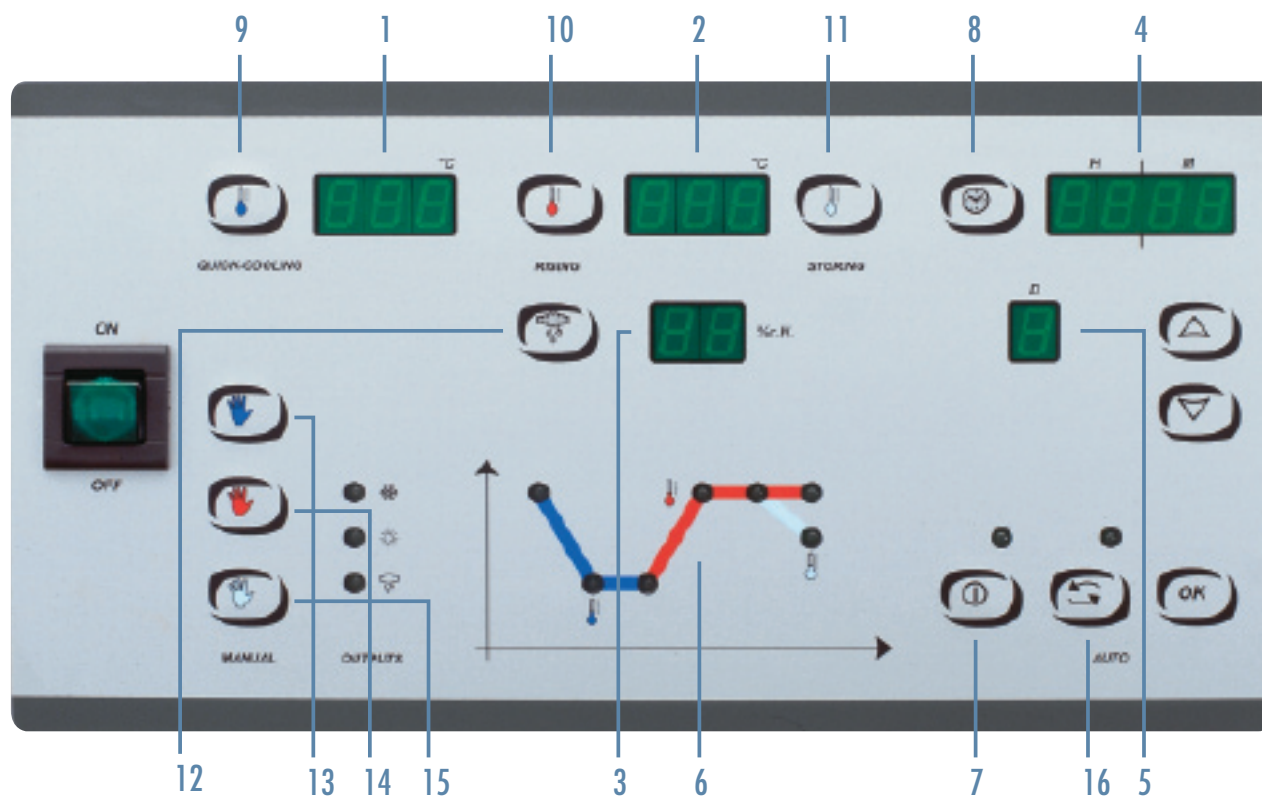 9 1 10 2 11 8 4
°C °C H M
QUICK-COOLING RISING STORING
D
ON %r.H.
OFF
MANUAL OUTPUTS AUTO
OK
12 13 14 15 3 6 7 16 5